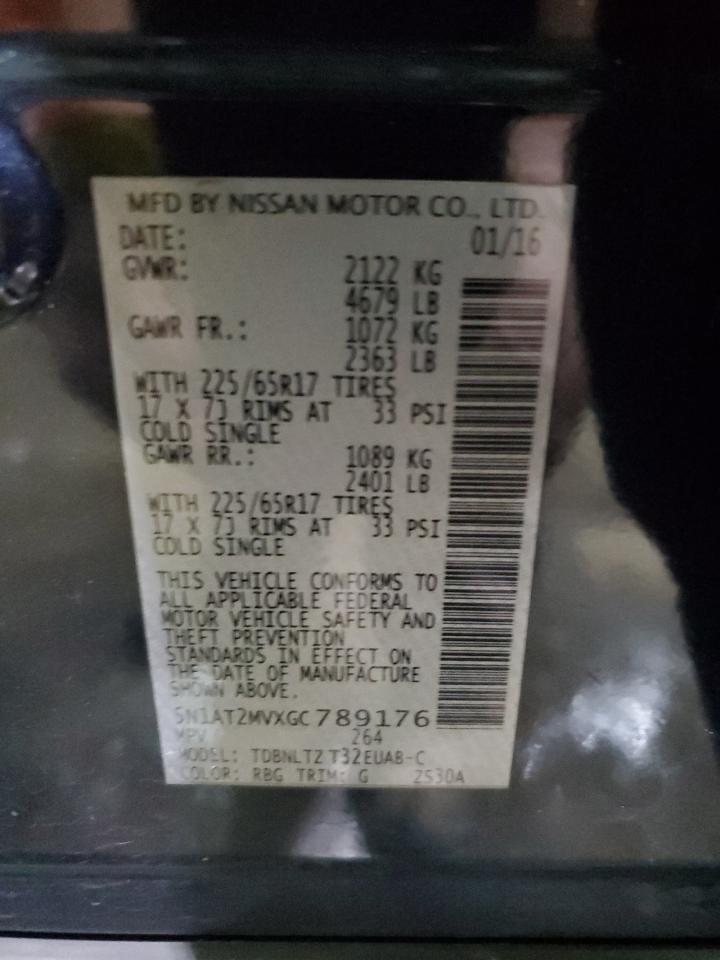 MFD BY NISSAN MOTOR CO., LTD.
DATE: 01/16
GVWR: 2122 KG
4679 LB
GAWR FR.: 1072 KG
2363 LB
WITH 225/65R17 TIRES
17 X 7J RIMS AT 33 PSI
COLD SINGLE
GAWR RR.: 1089 KG
2401 LB
WITH 225/65R17 TIRES
17 X 7J RIMS AT 33 PSI
COLD SINGLE
THIS VEHICLE CONFORMS TO
ALL APPLICABLE FEDERAL
MOTOR VEHICLE SAFETY AND
THEFT PREVENTION
STANDARDS IN EFFECT ON
THE DATE OF MANUFACTURE
SHOWN ABOVE.
5N1AT2MVXGC789176
MPV 264
MODEL: TDBNLTZ T32EUAB-C
COLOR: RBG TRIM: G 2S30A